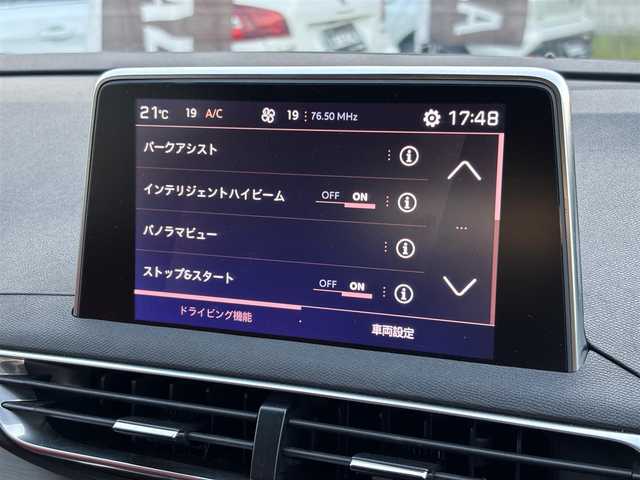 21℃ 19 A/C 19 76.50 MHz 17:48
パークアシスト
インテリジェントハイビーム OFF ON
パノラマビュー
ストップ&スタート OFF ON
ドライビング機能 車両設定